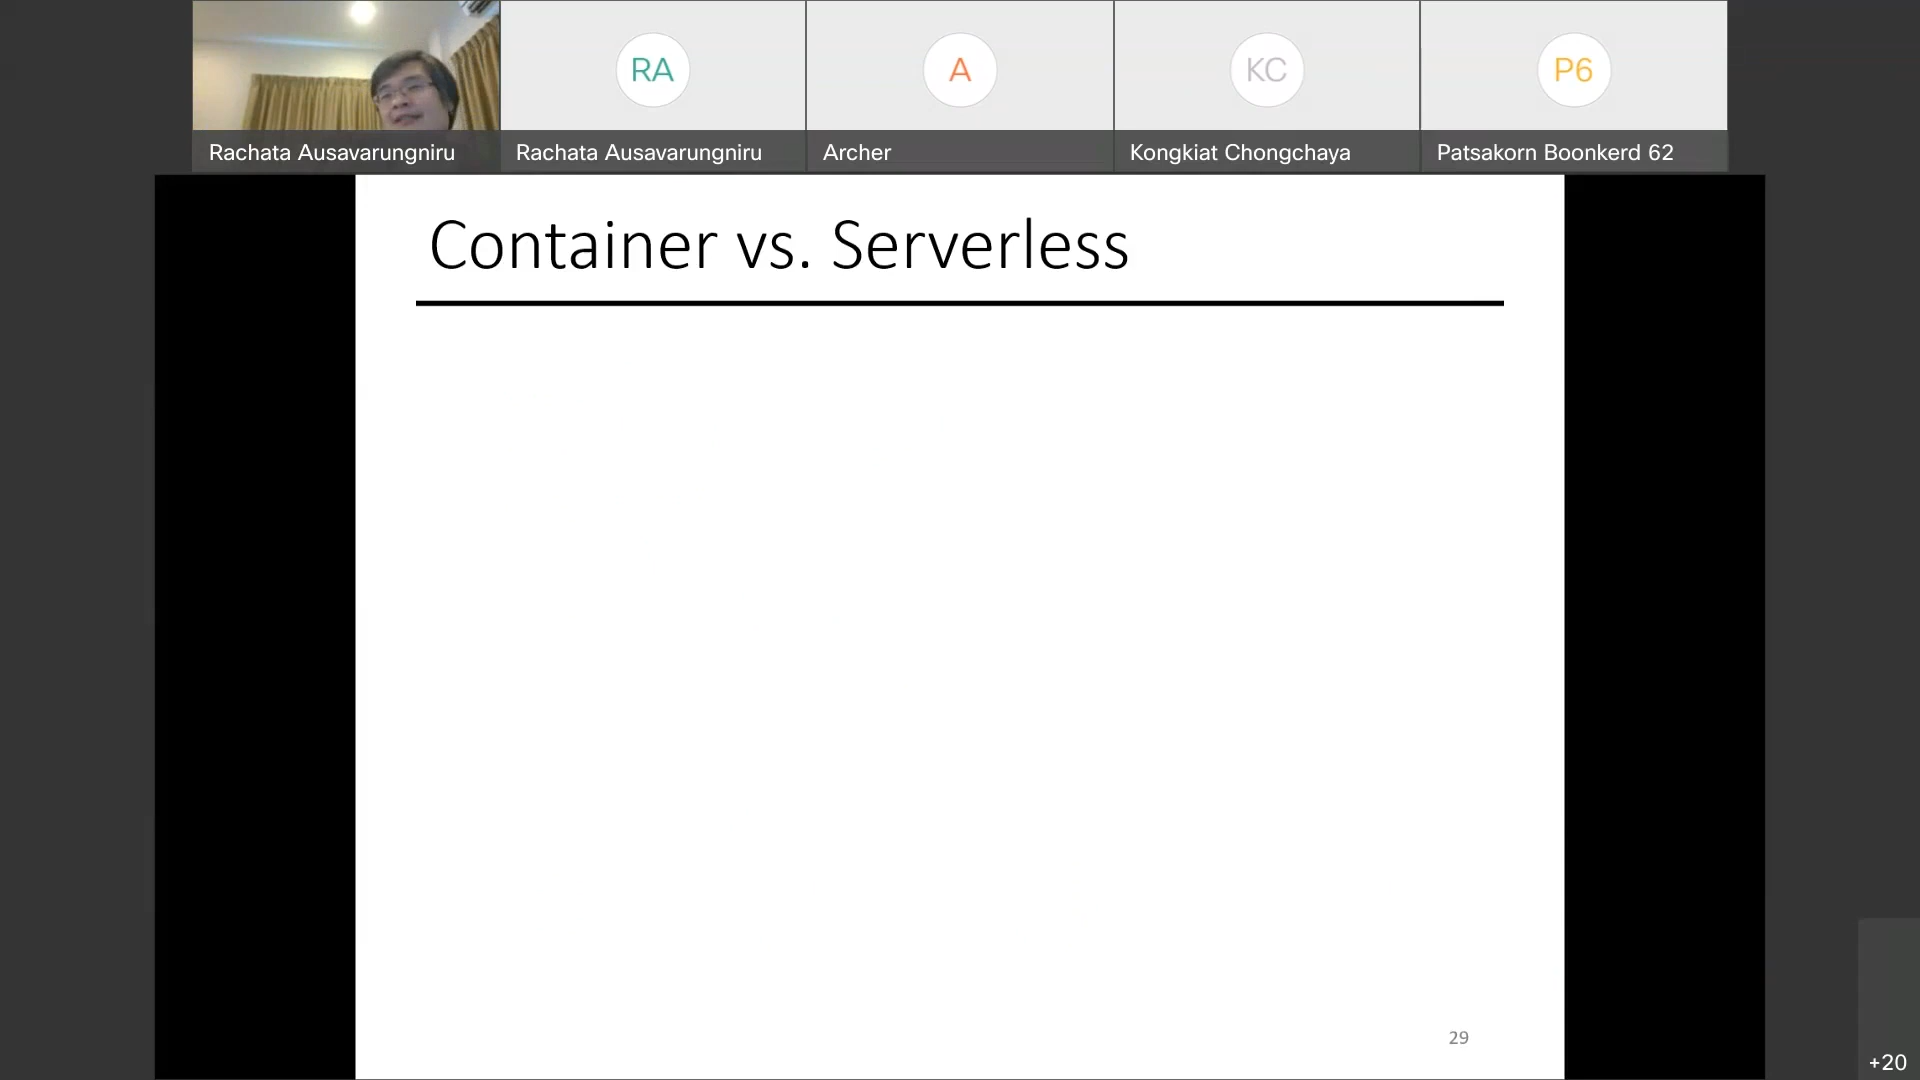 RA
A
KC
P6
Rachata Ausavarungniru
Rachata Ausavarungniru
Archer
Kongkiat Chongchaya
Patsakorn Boonkerd 62
Container vs. Serverless
29
+20